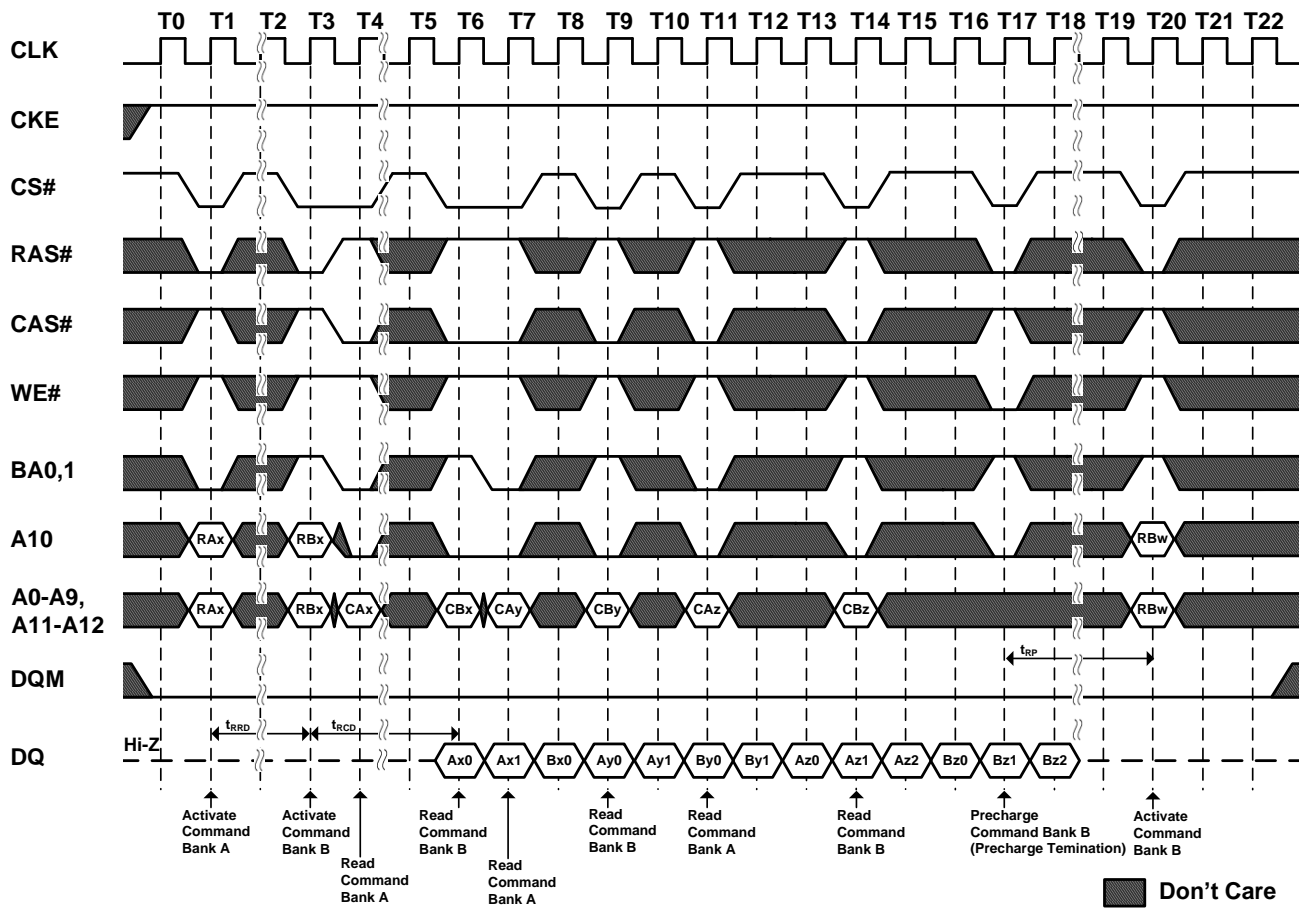 T0 T1 T2 T3 T4 T5 T6 T7 T8 T9 T10 T11 T12 T13 T14 T15 T16 T17 T18 T19 T20 T21 T22
CLK
CKE
CS#
RAS#
CAS#
WE#
BA0,1
A10
RAx RBx RBw
A0-A9,
A11-A12
RAx RBx CAx CBx CAy CBy CAz CBz RBw
tRP
DQM
tRRD tRCD
Hi-Z
DQ
Ax0 Ax1 Bx0 Ay0 Ay1 By0 By1 Az0 Az1 Az2 Bz0 Bz1 Bz2
Activate
Command
Bank A
Activate
Command
Bank B
Read
Command
Bank A
Read
Command
Bank B
Read
Command
Bank A
Read
Command
Bank B
Read
Command
Bank A
Read
Command
Bank B
Precharge
Command Bank B
(Precharge Temination)
Activate
Command
Bank B
Don't Care